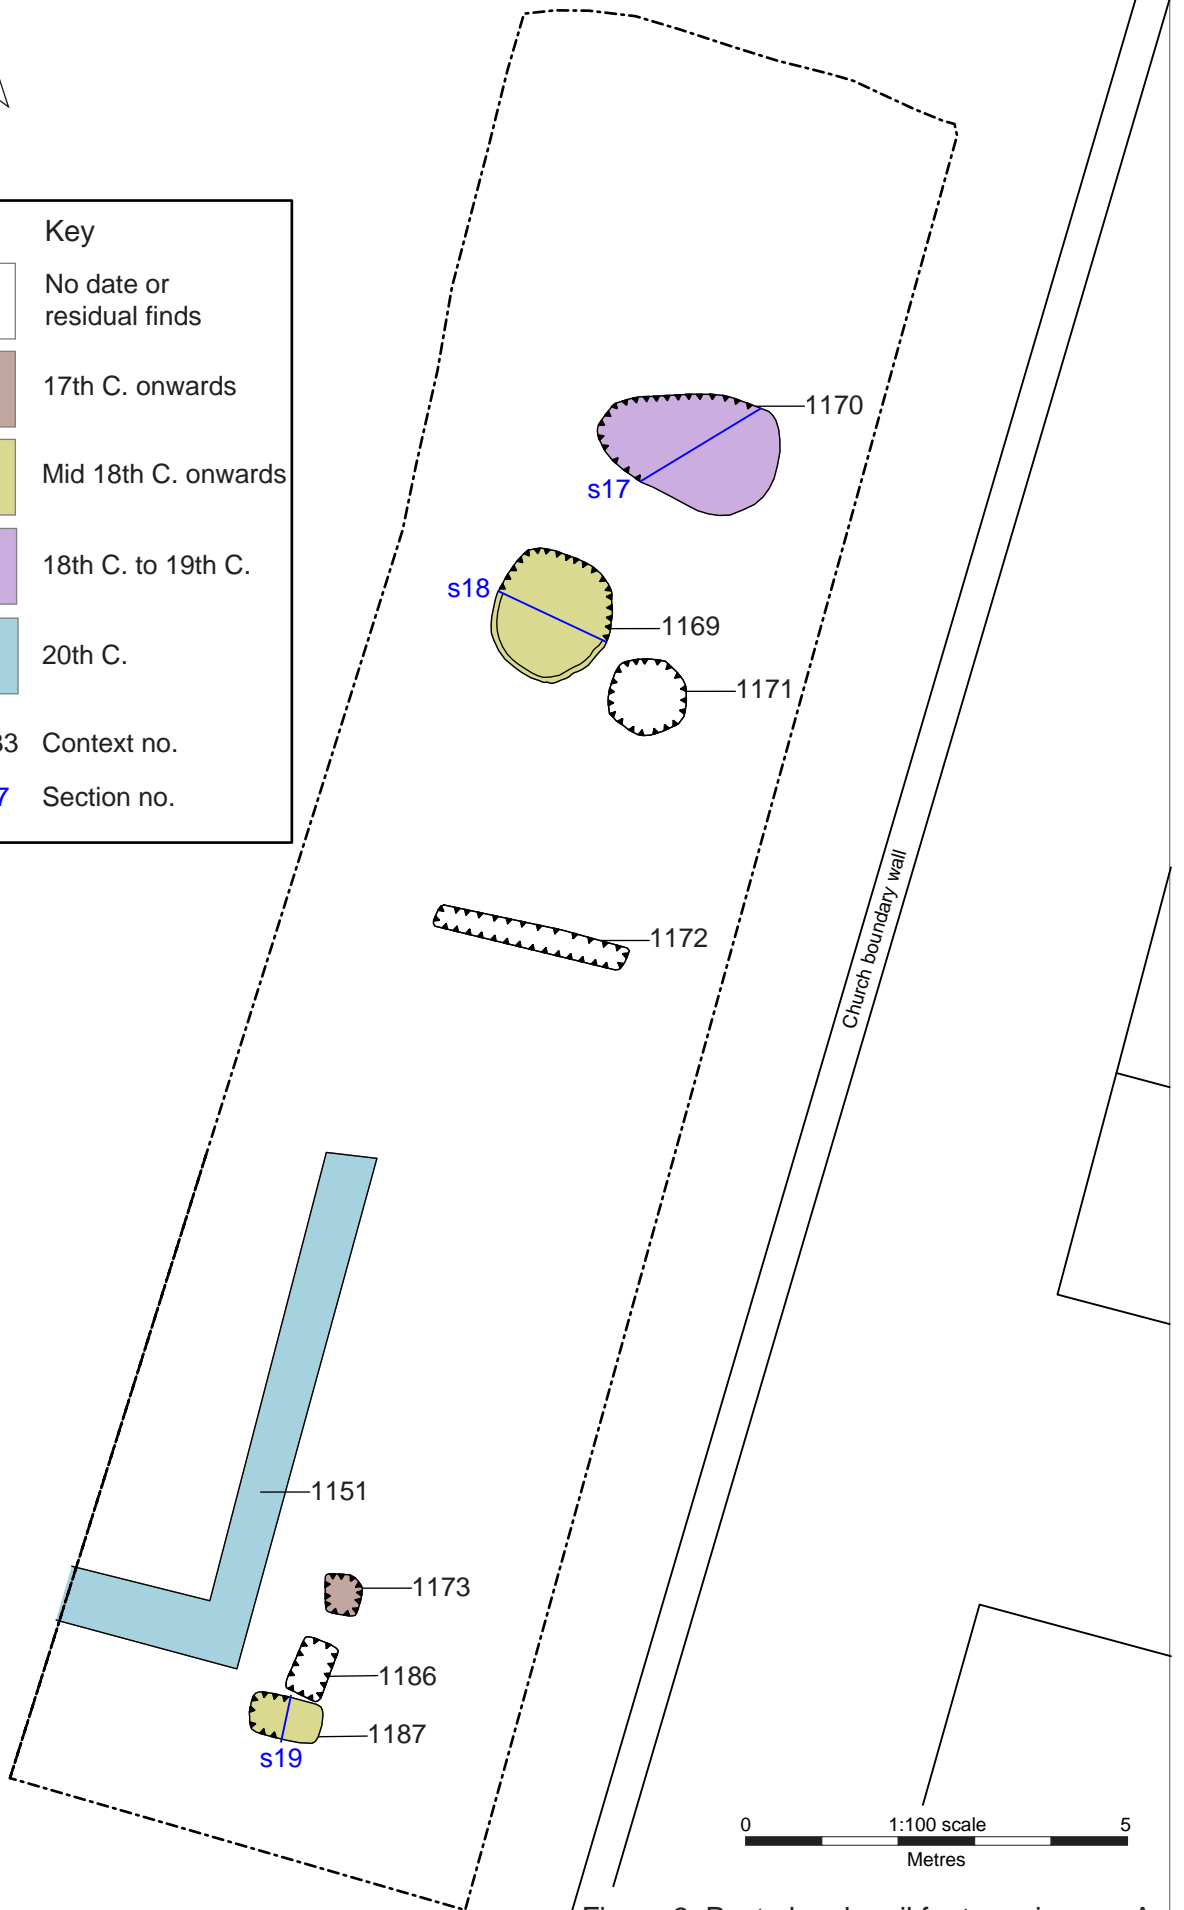 Key
No date or
residual finds
17th C. onwards
Mid 18th C. onwards
18th C. to 19th C.
20th C.
33 Context no.
7 Section no.
1170
s17
s18
1169
1171
1172
Church boundary wall
1151
1173
1186
1187
s19
0 1:100 scale 5
Metres